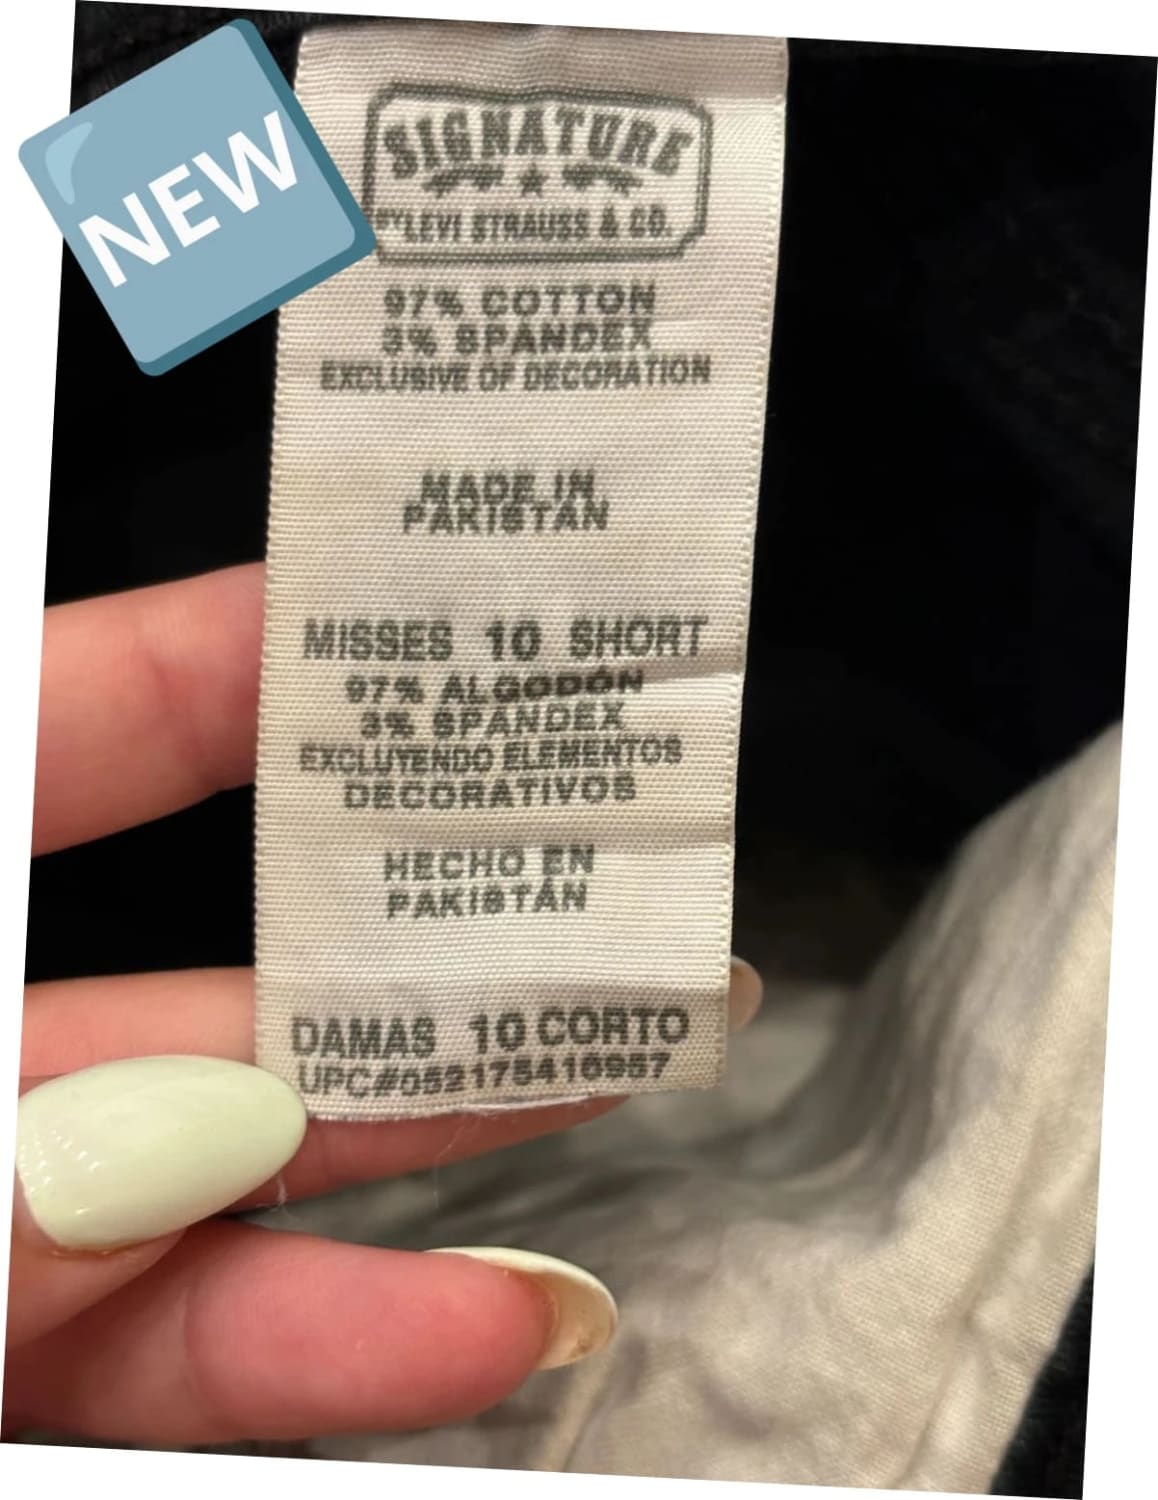 NEW
SIGNATURE
BY LEVI STRAUSS & CO.
97% COTTON
3% SPANDEX
EXCLUSIVE OF DECORATION
MADE IN
PAKISTAN
MISSES 10 SHORT
97% ALGODÓN
3% SPANDEX
EXCLUYENDO ELEMENTOS
DECORATIVOS
HECHO EN
PAKISTÁN
DAMAS 10 CORTO
UPC#052175410957